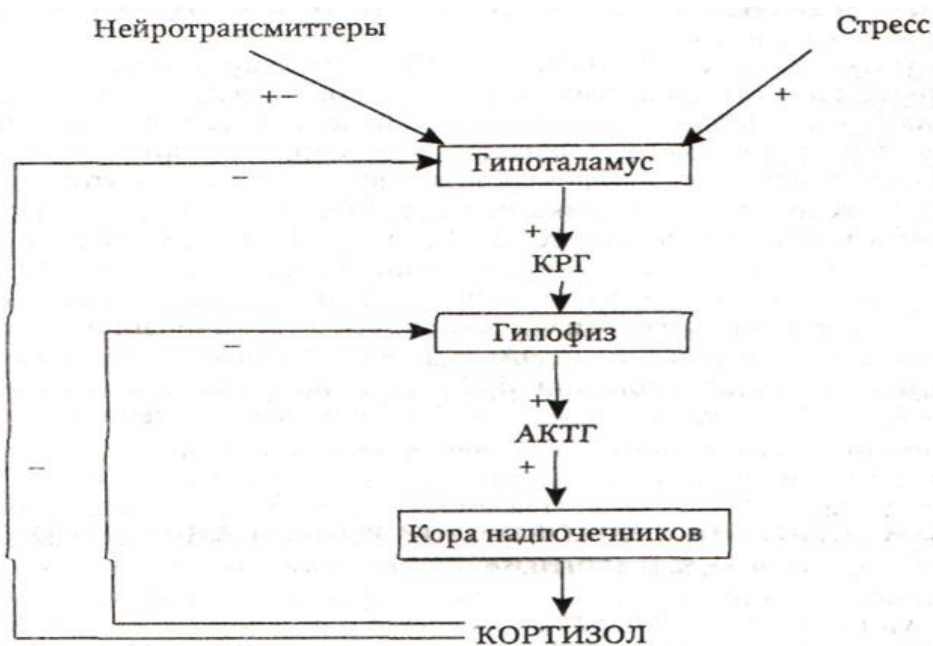 Нейротрансмиттеры Стресс
+− +
Гипоталамус
−
+
КРГ
Гипофиз
−
+
АКТГ
− +
Кора надпочечников
КОРТИЗОЛ